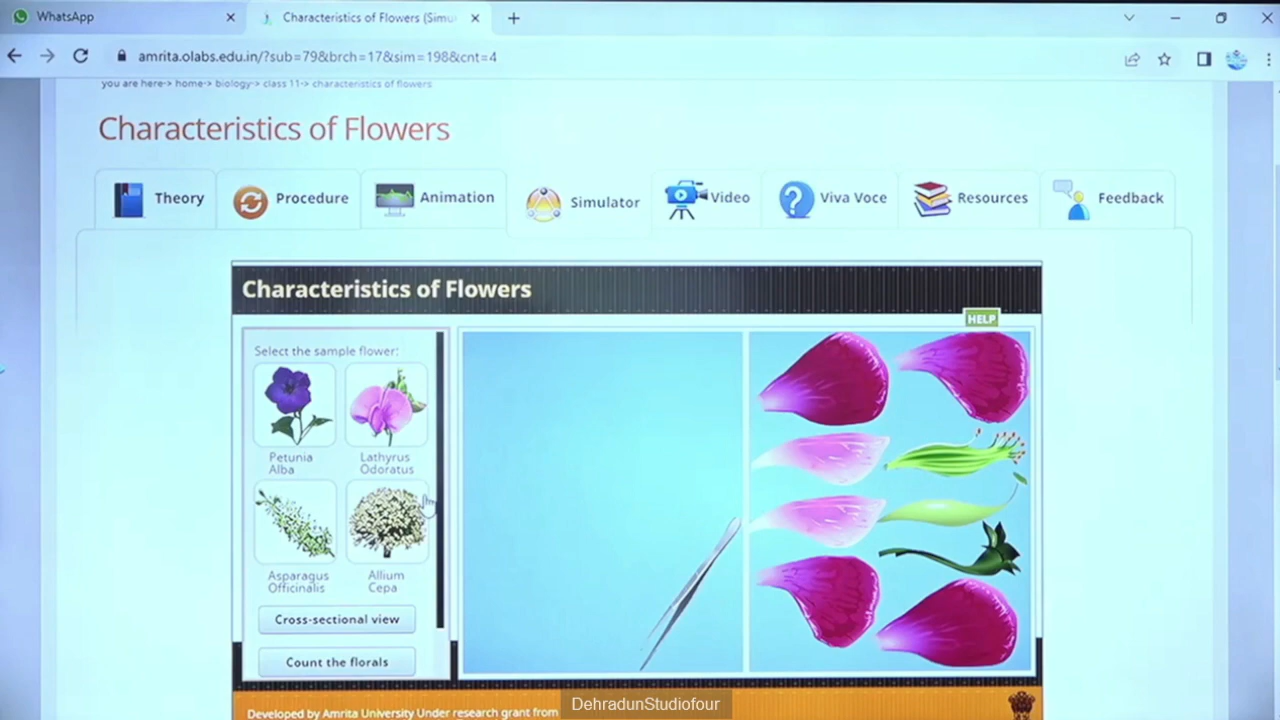 WhatsApp
Characteristics of Flowers (Simu
amrita.olabs.edu.in/?sub=79&brch=17&sim=198&cnt=4
you are here-> home-> biology-> class 11-> characteristics of flowers
Characteristics of Flowers
Theory
Procedure
Animation
Simulator
Video
Viva Voce
Resources
Feedback
Characteristics of Flowers
HELP
Select the sample flower:
Petunia
Alba
Lathyrus
Odoratus
Asparagus
Officinalis
Allium
Cepa
Cross-sectional view
Count the florals
Developed by Amrita University Under research grant from
DehradunStudiofour